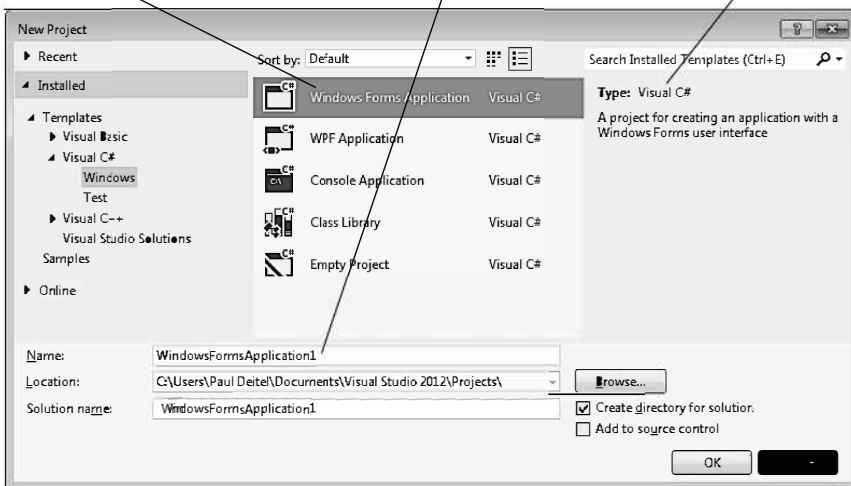 New Project
Recent
Sort by: Default
Search Installed Templates (Ctrl+E)
Installed
Templates
Visual Basic
Visual C#
Windows
Test
Visual C++
Visual Studio Solutions
Samples
Online
Windows Forms Application Visual C#
WPF Application Visual C#
Console Application Visual C#
Class Library Visual C#
Empty Project Visual C#
Type: Visual C#
A project for creating an application with a
Windows Forms user interface
Name: WindowsFormsApplication1
Location: C:\Users\Paul Deitel\Documents\Visual Studio 2012\Projects\
Browse...
Solution name: WindowsFormsApplication1
Create directory for solution
Add to source control
OK